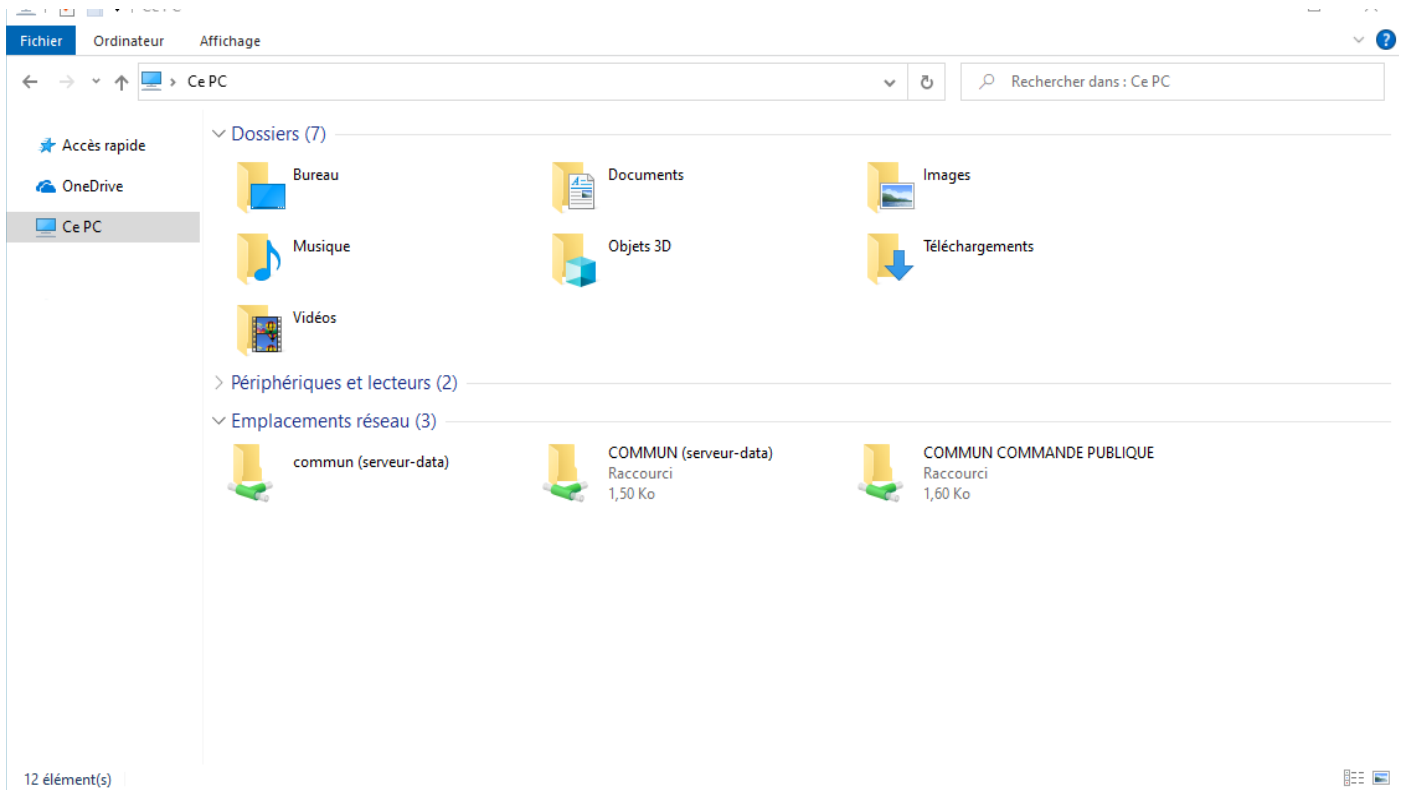 Fichier Ordinateur Affichage
Ce PC
Rechercher dans : Ce PC
Accès rapide
OneDrive
Ce PC
Dossiers (7)
Bureau
Documents
Images
Musique
Objets 3D
Téléchargements
Vidéos
Périphériques et lecteurs (2)
Emplacements réseau (3)
commun (serveur-data)
COMMUN (serveur-data)
Raccourci
1,50 Ko
COMMUN COMMANDE PUBLIQUE
Raccourci
1,60 Ko
12 élément(s)